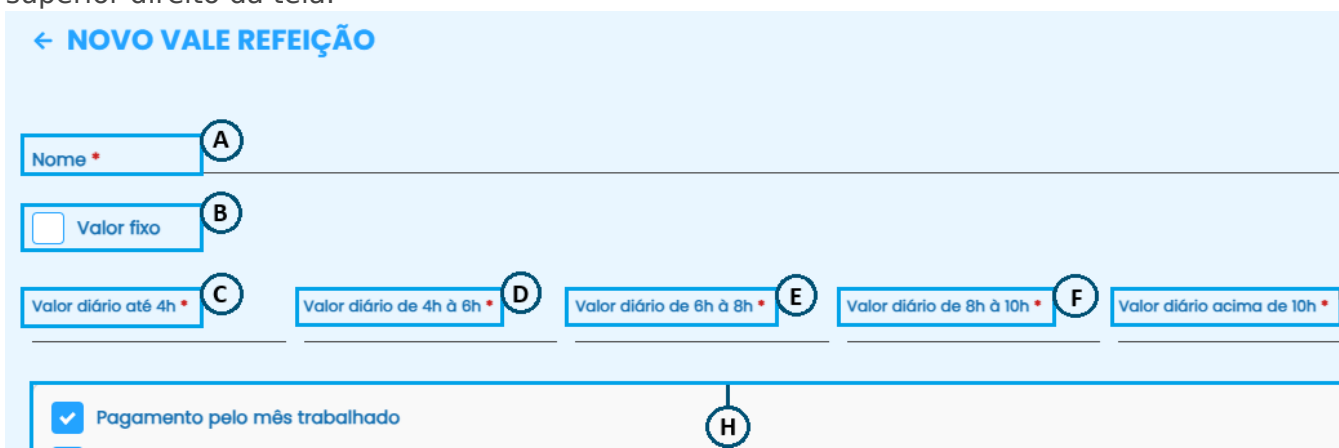 superior direito da tela.
← NOVO VALE REFEIÇÃO
Nome * A
Valor fixo B
Valor diário até 4h * C Valor diário de 4h à 6h * D Valor diário de 6h à 8h * E Valor diário de 8h à 10h * F Valor diário acima de 10h *
Pagamento pelo mês trabalhado
H